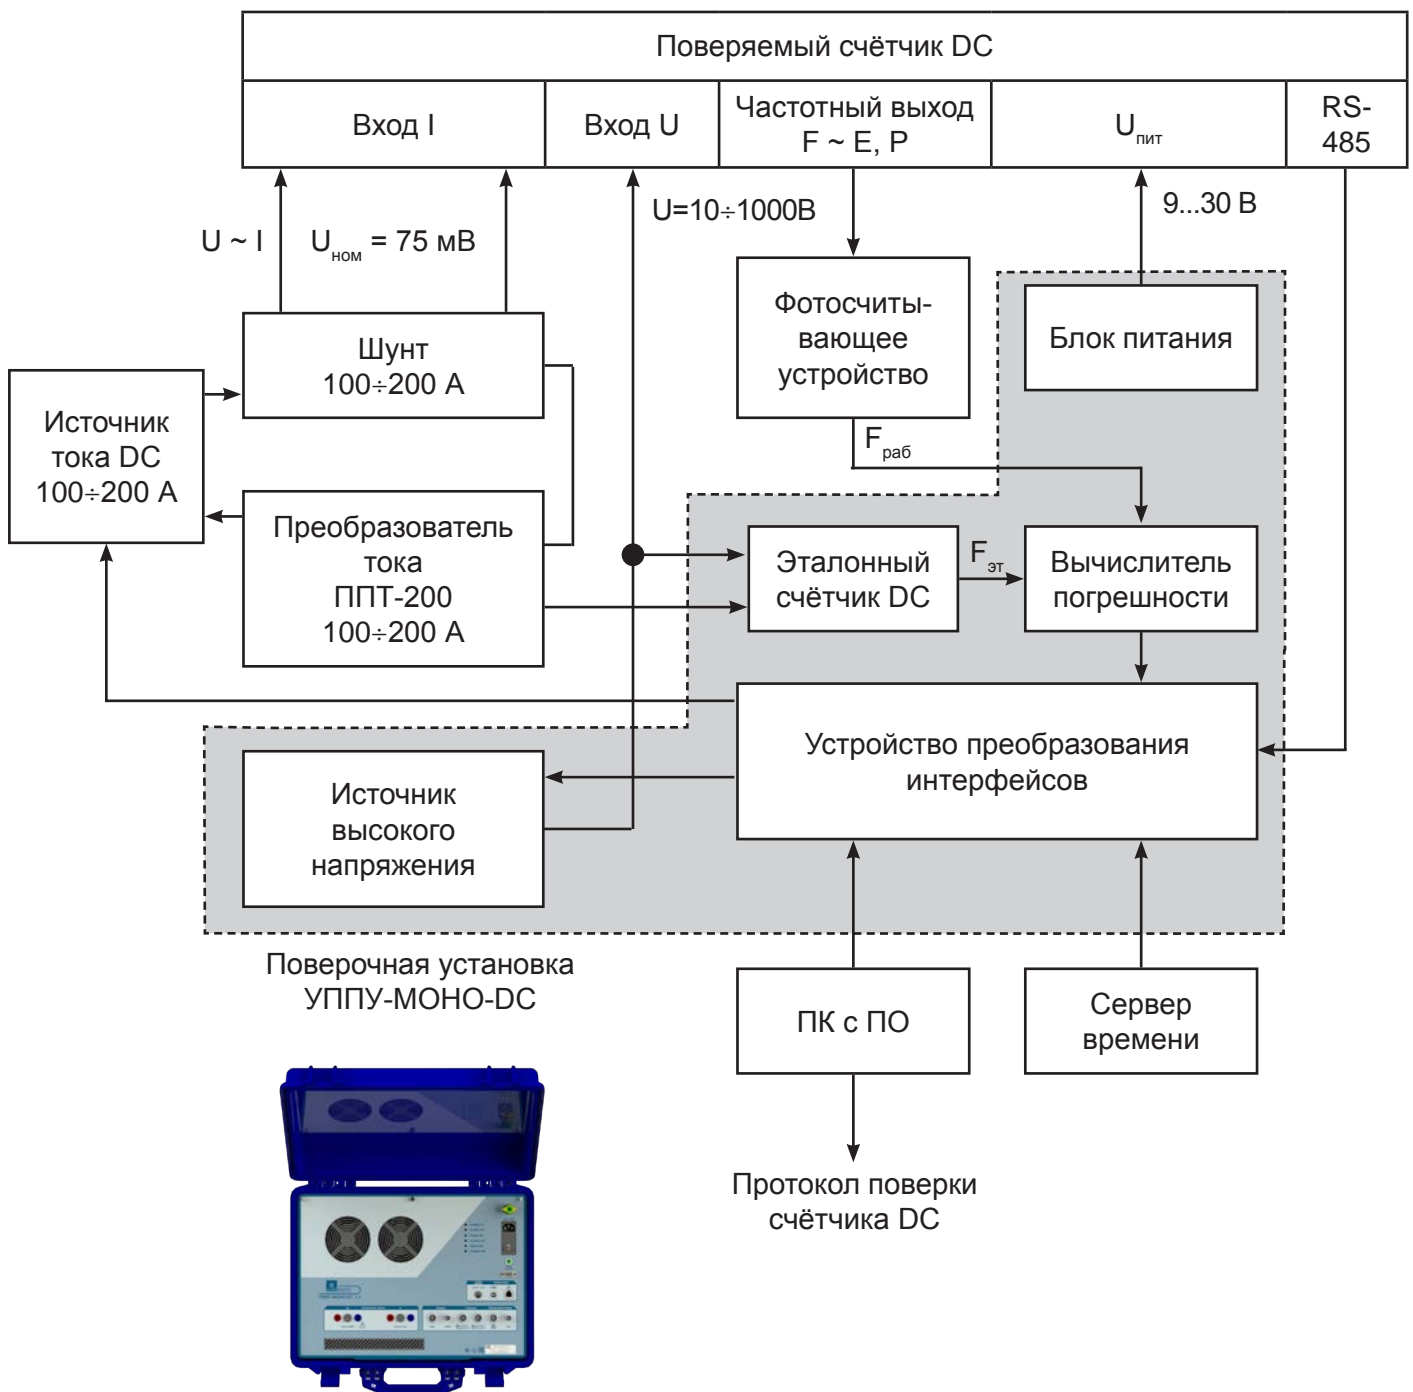 Поверяемый счётчик DC
Вход I
Вход U
Частотный выход
F ~ E, P
Uпит
RS-
485
U ~ I
Uном = 75 мВ
U=10÷1000В
9...30 В
Фотосчиты-
вающее
устройство
Блок питания
Шунт
100÷200 А
Источник
тока DC
100÷200 А
Fраб
Преобразователь
тока
ППТ-200
100÷200 А
Эталонный
счётчик DC
Fэт
Вычислитель
погрешности
Устройство преобразования
интерфейсов
Источник
высокого
напряжения
Поверочная установка
УППУ-МОНО-DC
ПК с ПО
Сервер
времени
Протокол поверки
счётчика DC